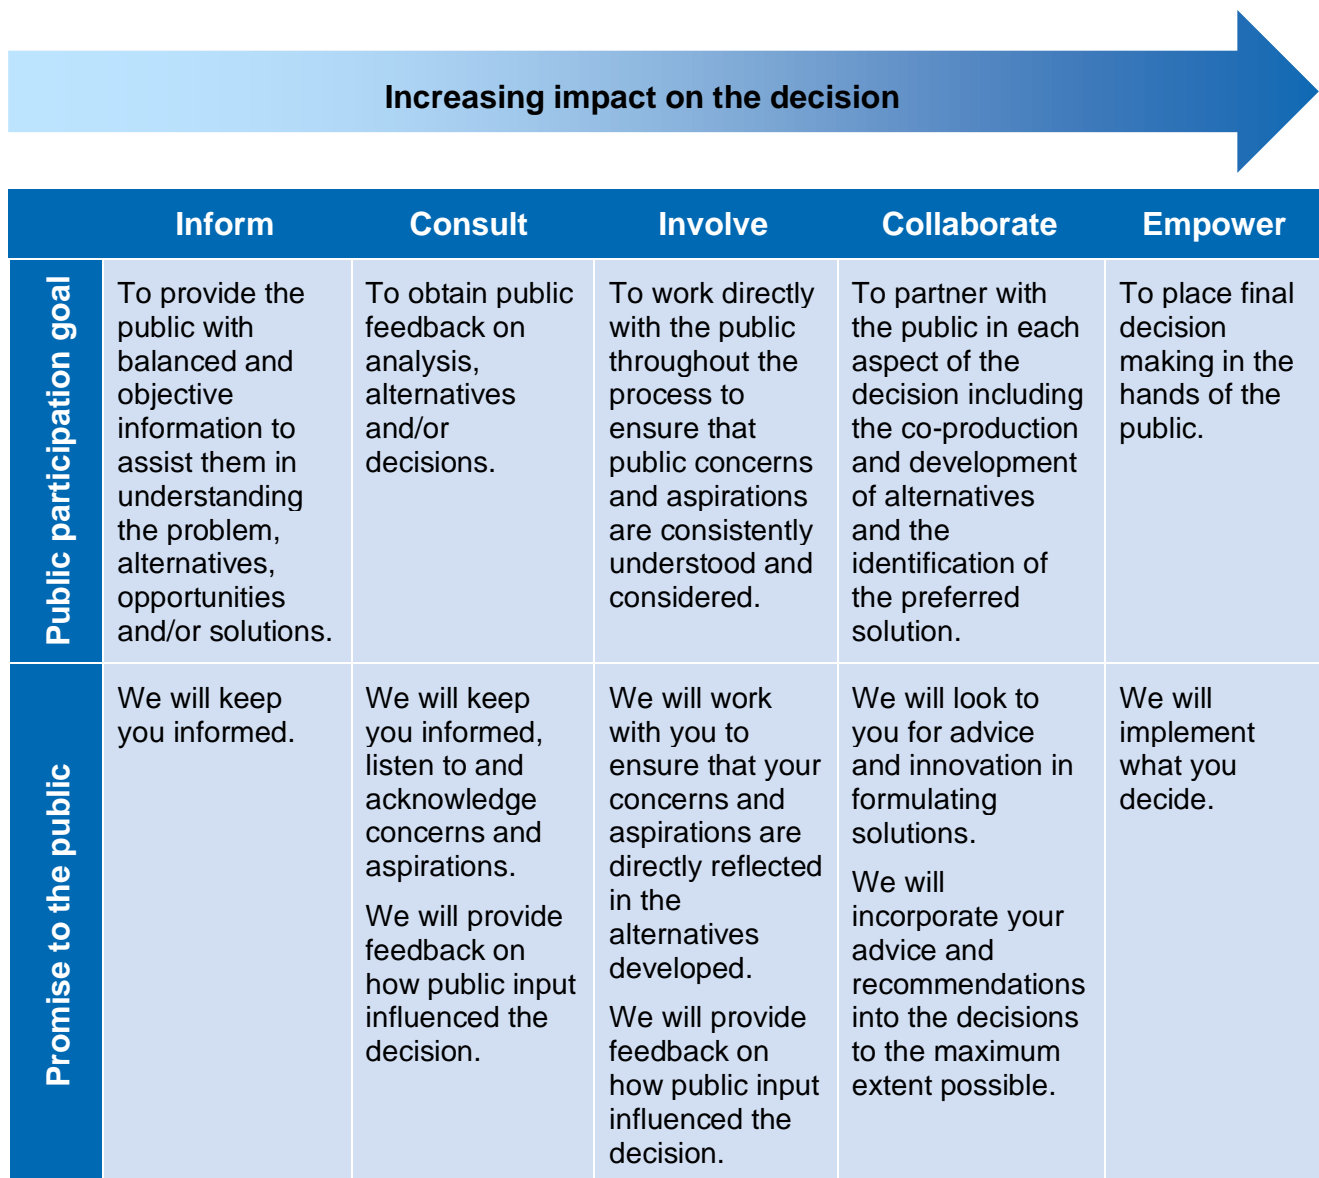 Increasing impact on the decision
Inform
Consult
Involve
Collaborate
Empower
Public participation goal
To provide the
public with
balanced and
objective
information to
assist them in
understanding
the problem,
alternatives,
opportunities
and/or solutions.
To obtain public
feedback on
analysis,
alternatives
and/or
decisions.
To work directly
with the public
throughout the
process to
ensure that
public concerns
and aspirations
are consistently
understood and
considered.
To partner with
the public in each
aspect of the
decision including
the co-production
and development
of alternatives
and the
identification of
the preferred
solution.
To place final
decision
making in the
hands of the
public.
Promise to the public
We will keep
you informed.
We will keep
you informed,
listen to and
acknowledge
concerns and
aspirations.
We will provide
feedback on
how public input
influenced the
decision.
We will work
with you to
ensure that your
concerns and
aspirations are
directly reflected
in the
alternatives
developed.
We will provide
feedback on
how public input
influenced the
decision.
We will look to
you for advice
and innovation in
formulating
solutions.
We will
incorporate your
advice and
recommendations
into the decisions
to the maximum
extent possible.
We will
implement
what you
decide.